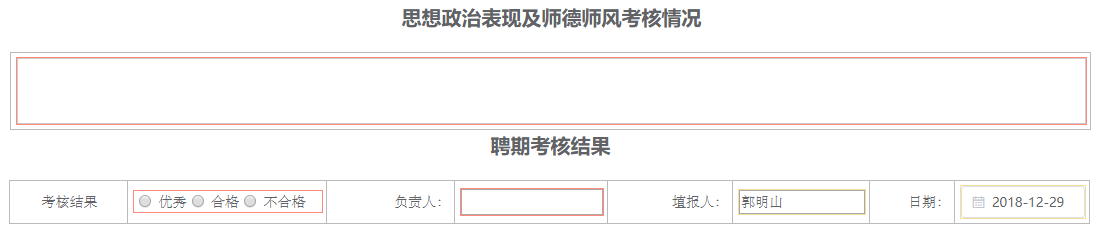 思想政治表现及师德师风考核情况
聘期考核结果
考核结果 优秀 合格 不合格 负责人: 填报人: 郭明山 日期: 2018-12-29